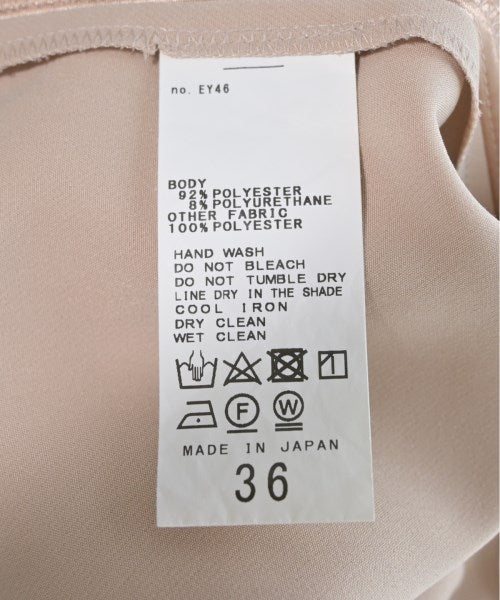 no. EY46
BODY
92% POLYESTER
8% POLYURETHANE
OTHER FABRIC
100% POLYESTER
HAND WASH
DO NOT BLEACH
DO NOT TUMBLE DRY
LINE DRY IN THE SHADE
COOL IRON
DRY CLEAN
WET CLEAN
F W
MADE IN JAPAN
36